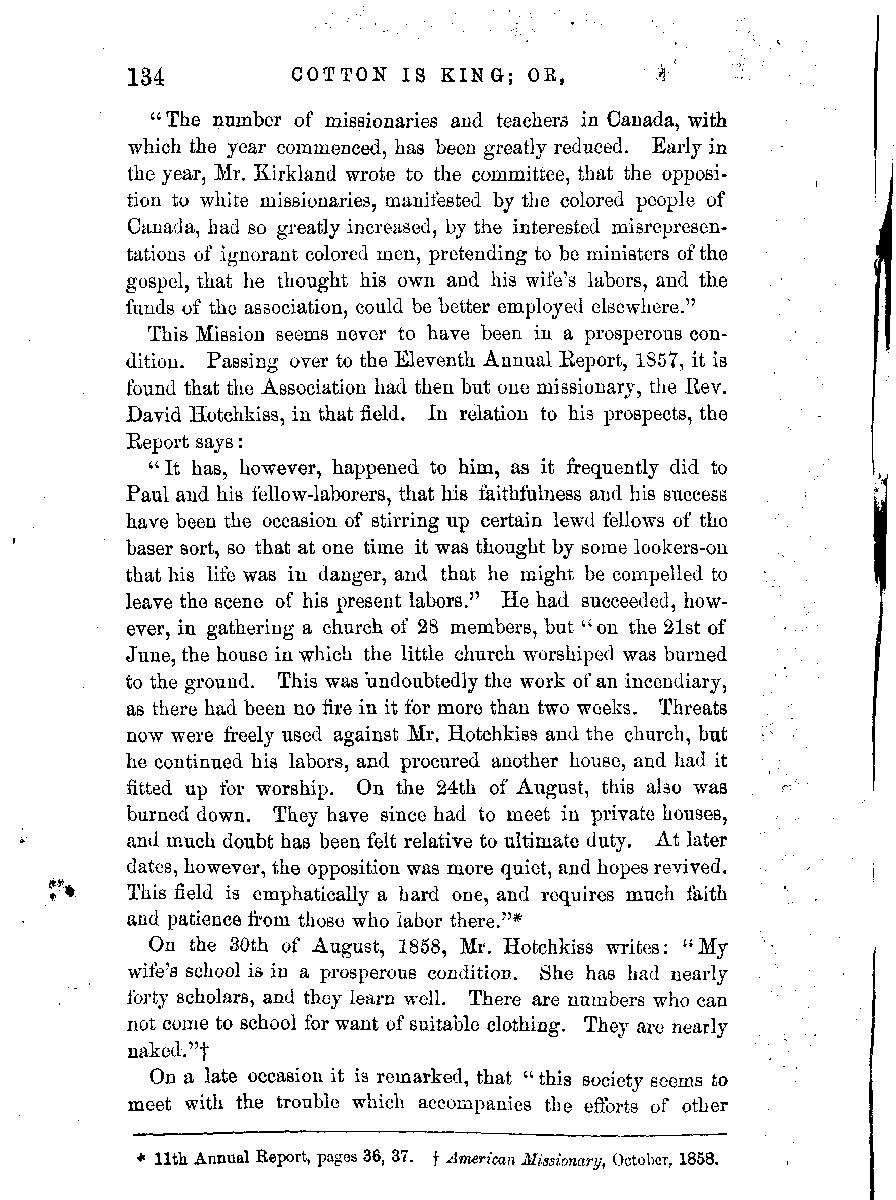 134 COTTON IS KING; OR,
“The number of missionaries and teachers in Canada, with
which the year commenced, has been greatly reduced. Early in
the year, Mr. Kirkland wrote to the committee, that the opposi-
tion to white missionaries, manifested by the colored people of
Canada, had so greatly increased, by the interested misrepresen-
tations of ignorant colored men, pretending to be ministers of the
gospel, that he thought his own and his wife’s labors, and the
funds of the association, could be better employed elsewhere.”
This Mission seems never to have been in a prosperous con-
dition. Passing over to the Eleventh Annual Report, 1857, it is
found that the Association had then but one missionary, the Rev.
David Hotchkiss, in that field. In relation to his prospects, the
Report says:
“It has, however, happened to him, as it frequently did to
Paul and his fellow-laborers, that his faithfulness and his success
have been the occasion of stirring up certain lewd fellows of the
baser sort, so that at one time it was thought by some lookers-on
that his life was in danger, and that he might be compelled to
leave the scene of his present labors.” He had succeeded, how-
ever, in gathering a church of 28 members, but “on the 21st of
June, the house in which the little church worshiped was burned
to the ground. This was undoubtedly the work of an incendiary,
as there had been no fire in it for more than two weeks. Threats
now were freely used against Mr. Hotchkiss and the church, but
he continued his labors, and procured another house, and had it
fitted up for worship. On the 24th of August, this also was
burned down. They have since had to meet in private houses,
and much doubt has been felt relative to ultimate duty. At later
dates, however, the opposition was more quiet, and hopes revived.
This field is emphatically a hard one, and requires much faith
and patience from those who labor there.”*
On the 30th of August, 1858, Mr. Hotchkiss writes: “My
wife’s school is in a prosperous condition. She has had nearly
forty scholars, and they learn well. There are numbers who can
not come to school for want of suitable clothing. They are nearly
naked.”†
On a late occasion it is remarked, that “this society seems to
meet with the trouble which accompanies the efforts of other
* 11th Annual Report, pages 36, 37. † American Missionary, October, 1858.